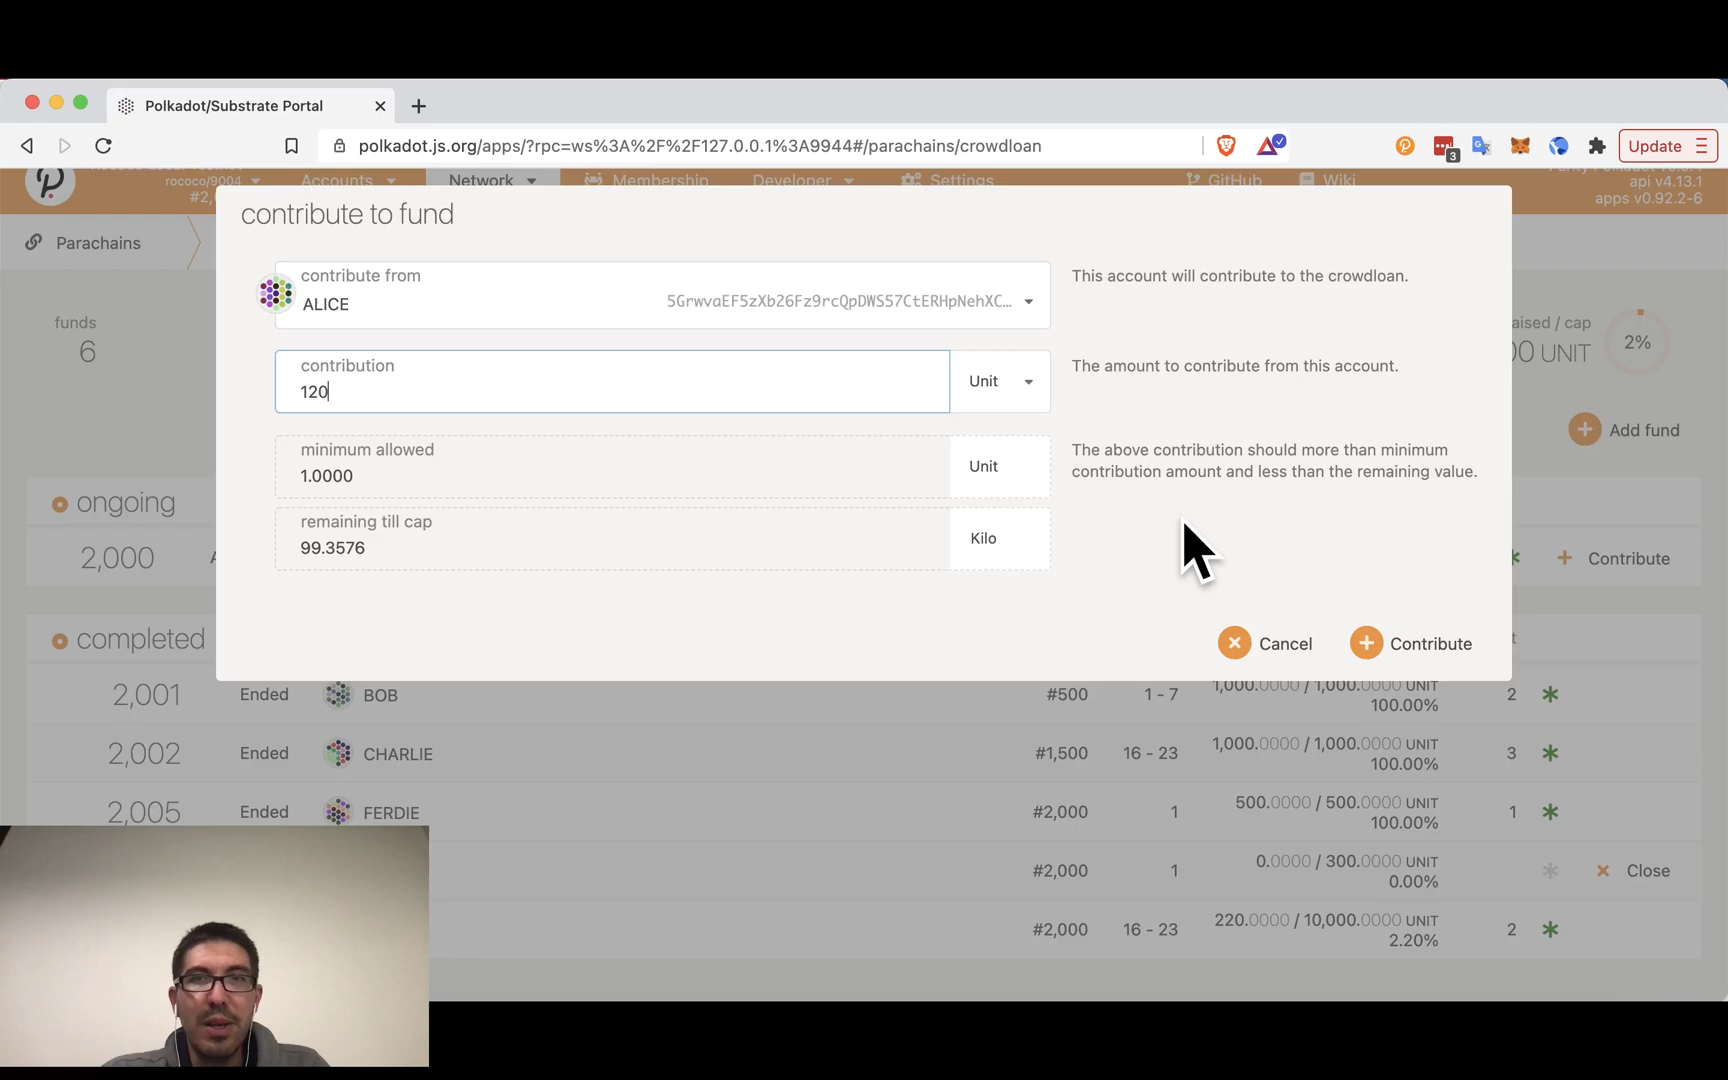 Polkadot/Substrate Portal
polkadot.js.org/apps/?rpc=ws%3A%2F%2F127.0.0.1%3A9944#/parachains/crowdloan
3
Update
rococo/9004
Accounts
Network
Membership
Developer
Settings
GitHub
Wiki
api v4.13.1
#2,
apps v0.92.2-6
Parachains
contribute to fund
contribute from
ALICE
5GrwvaEF5zXb26Fz9rcQpDWS57CtERHpNehXC...
This account will contribute to the crowdloan.
contribution
120
Unit
The amount to contribute from this account.
minimum allowed
1.0000
Unit
The above contribution should more than minimum
contribution amount and less than the remaining value.
remaining till cap
99.3576
Kilo
Cancel
Contribute
funds
6
aised / cap
00 UNIT
2%
Add fund
ongoing
2,000
Contribute
completed
2,001 Ended BOB #500 1 - 7 1,000.0000 / 1,000.0000 UNIT 2
100.00%
2,002 Ended CHARLIE #1,500 16 - 23 1,000.0000 / 1,000.0000 UNIT 3
100.00%
2,005 Ended FERDIE #2,000 1 500.0000 / 500.0000 UNIT 1
100.00%
#2,000 1 0.0000 / 300.0000 UNIT Close
0.00%
#2,000 16 - 23 220.0000 / 10,000.0000 UNIT 2
2.20%